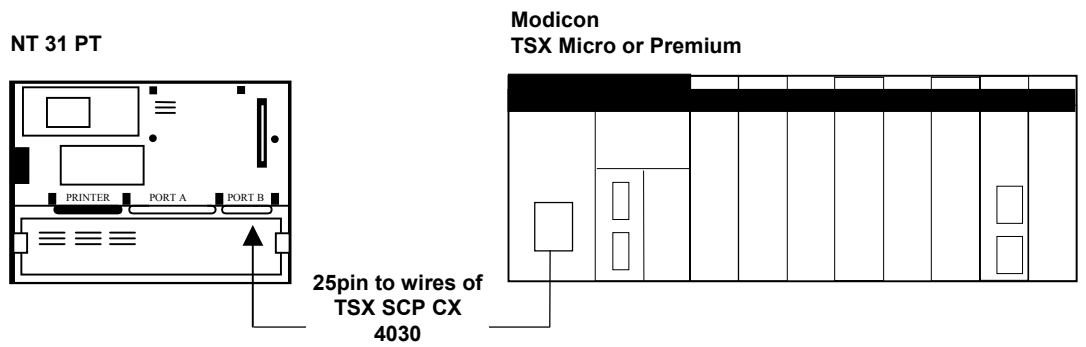 NT 31 PT
Modicon
TSX Micro or Premium
PRINTER
PORT A
PORT B
25pin to wires of
TSX SCP CX
4030